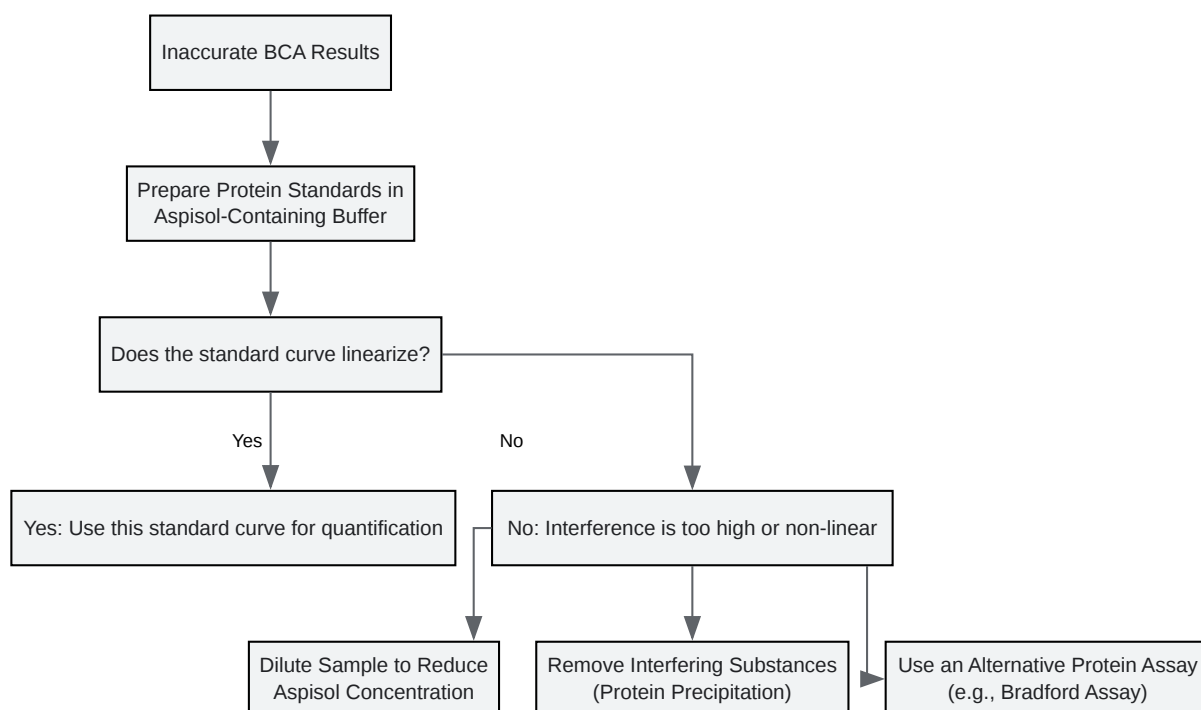 Inaccurate BCA Results
Prepare Protein Standards in
Aspisol-Containing Buffer
Does the standard curve linearize?
Yes
No
Yes: Use this standard curve for quantification
No: Interference is too high or non-linear
Dilute Sample to Reduce
Aspisol Concentration
Remove Interfering Substances
(Protein Precipitation)
Use an Alternative Protein Assay
(e.g., Bradford Assay)